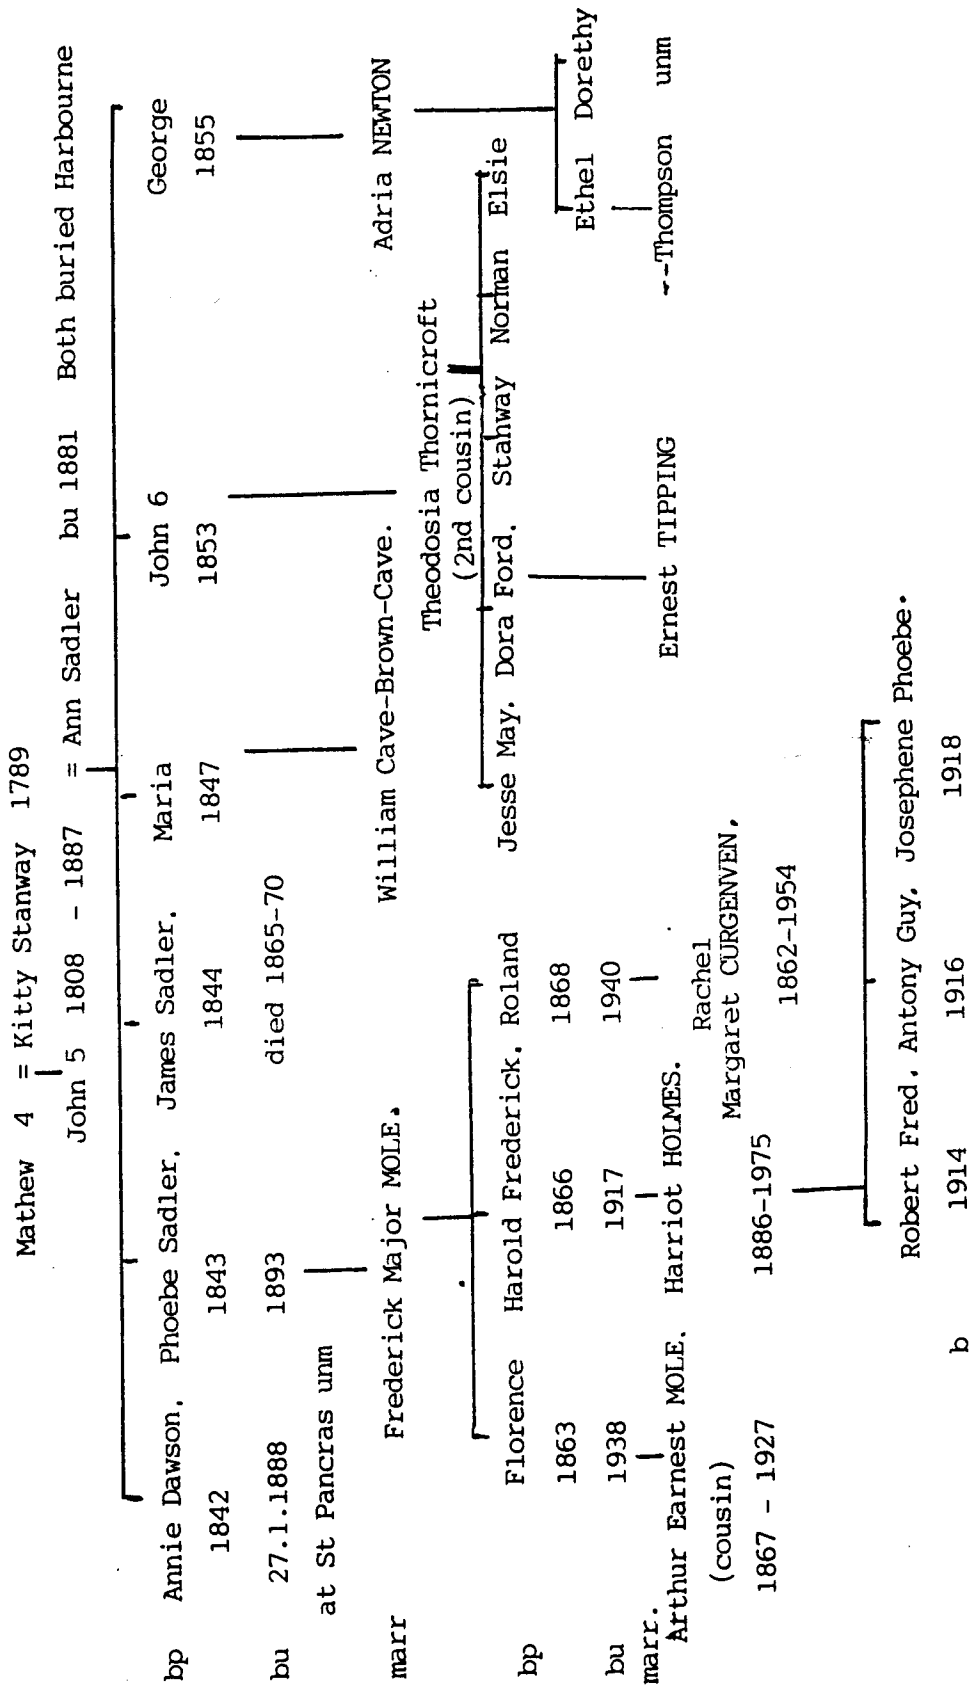 Mathew 4 = Kitty Stanway 1789
John 5 1808 - 1887 = Ann Sadler bu 1881 Both buried Harbourne
bp Annie Dawson. Phoebe Sadler. James Sadler. Maria John 6 George
1842 1843 1844 1847 1853 1855
bu 27.1.1888 1893 died 1865-70
at St Pancras unm
marr Frederick Major MOLE. William Cave-Brown-Cave. Adria NEWTON
Theodosia Thornicroft
(2nd cousin)
Florence Harold Frederick. Roland Jesse May. Dora Ford. Stahway Norman Elsie
bp 1863 1866 1868 Ethel Dorethy
bu 1938 1917 1940
marr. Arthur Earnest MOLE. Harriot HOLMES. Ernest TIPPING --Thompson unm
Rachel
(cousin) Margaret CURGENVEN.
1867 - 1927 1886-1975 1862-1954
Robert Fred. Antony Guy. Josephene Phoebe.
b 1914 1916 1918